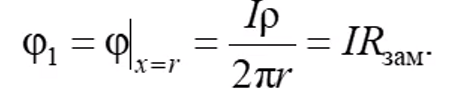 φ₁ = φ|ₓ₌ᵣ = Iρ / 2πr = IR_зам.